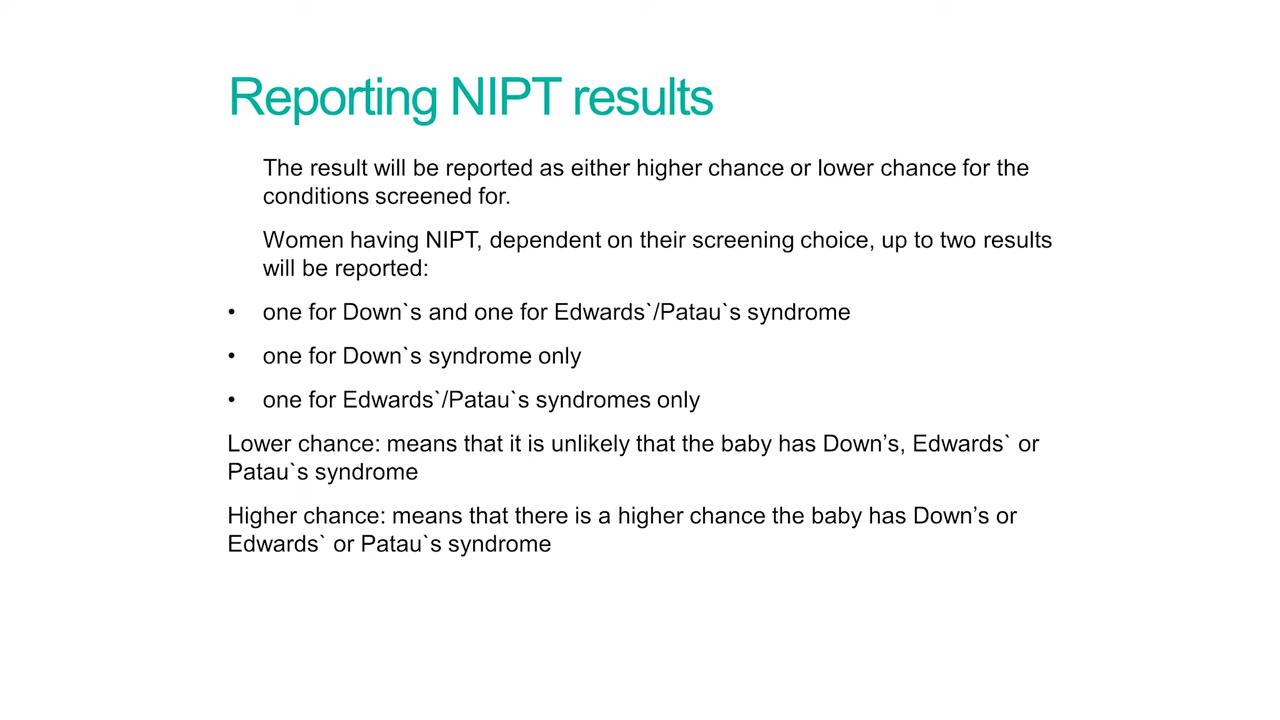 Reporting NIPT results
The result will be reported as either higher chance or lower chance for the
conditions screened for.
Women having NIPT, dependent on their screening choice, up to two results
will be reported:
• one for Down`s and one for Edwards`/Patau`s syndrome
• one for Down`s syndrome only
• one for Edwards`/Patau`s syndromes only
Lower chance: means that it is unlikely that the baby has Down’s, Edwards` or
Patau`s syndrome
Higher chance: means that there is a higher chance the baby has Down’s or
Edwards` or Patau`s syndrome